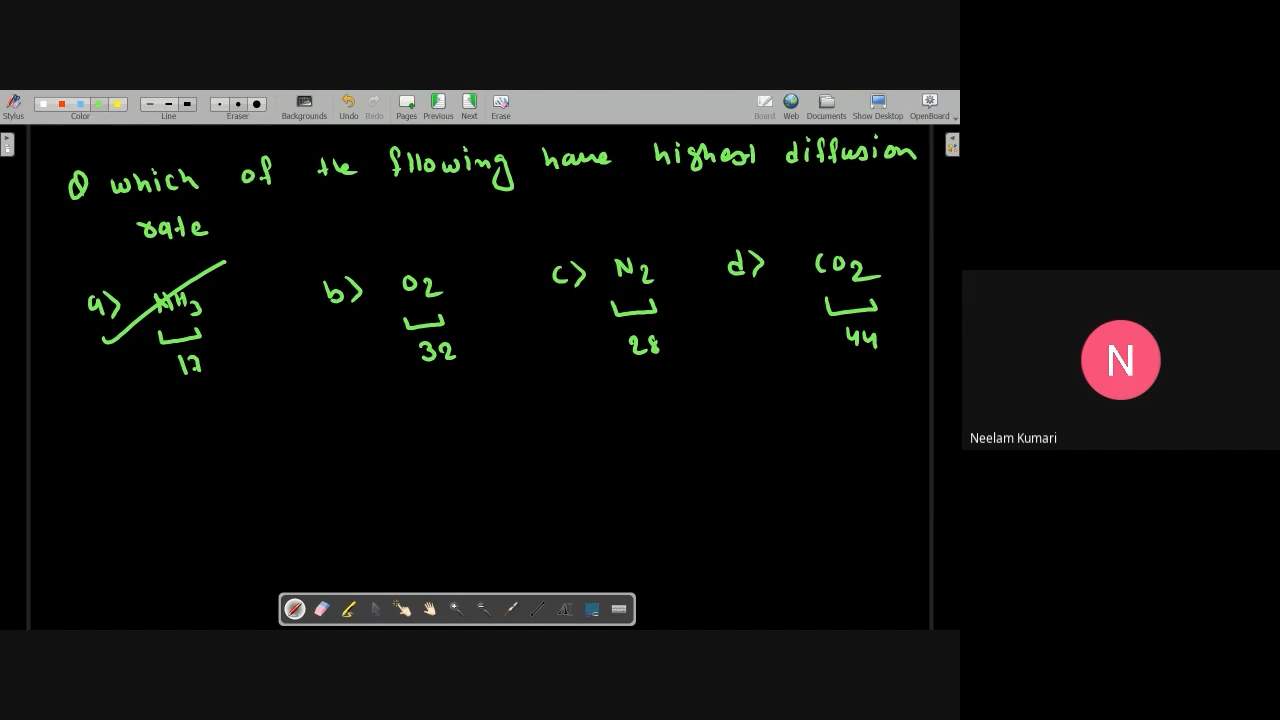 Stylus Color Line Eraser Backgrounds Undo Redo Pages Previous Next Erase Board Web Documents Show Desktop OpenBoard
Q which of the fllowing have highest diffusion
rate
a) NH3 b) O2 c) N2 d) CO2
17 32 28 44
N
Neelam Kumari